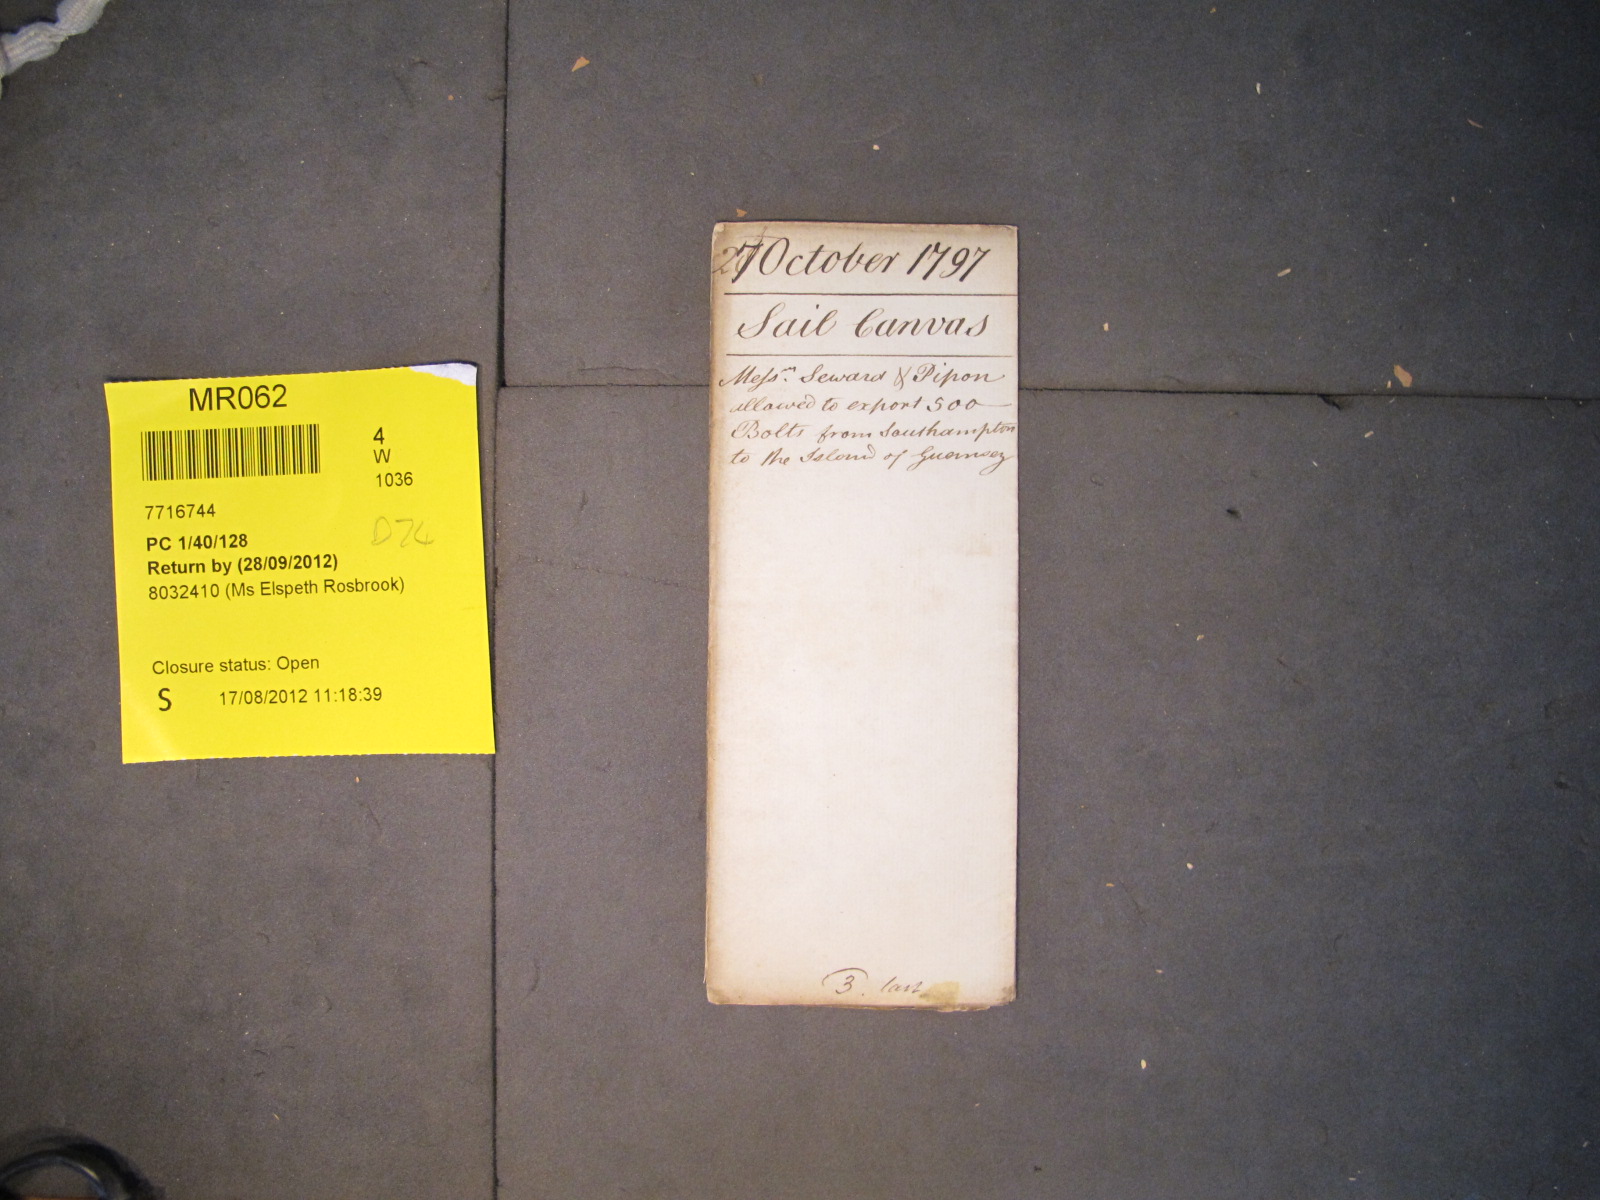 MR062
4
W
1036
7716744
PC 1/40/128
D74
Return by (28/09/2012)
8032410 (Ms Elspeth Rosbrook)
Closure status: Open
S 17/08/2012 11:18:39
October 1797
Sail Canvas
Messrs. Seward & Pipon
allowed to export 500
Bolts from Southampton
to the Island of Guernsey
3. last